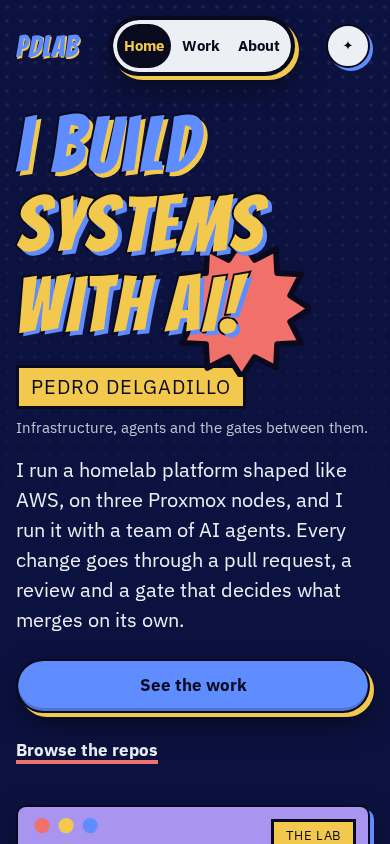 PDLAB
Home Work About
I BUILD
SYSTEMS
WITH AI!
PEDRO DELGADILLO
Infrastructure, agents and the gates between them.
I run a homelab platform shaped like
AWS, on three Proxmox nodes, and I
run it with a team of AI agents. Every
change goes through a pull request, a
review and a gate that decides what
merges on its own.
See the work
Browse the repos
THE LAB